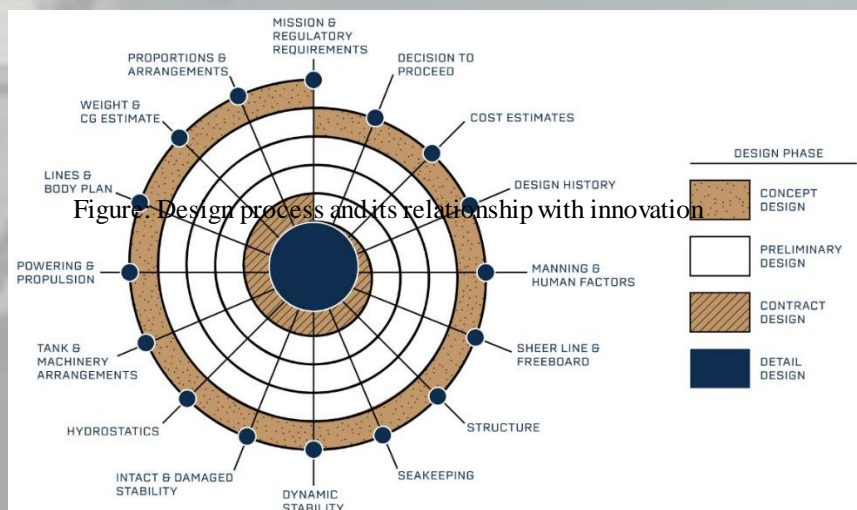 MISSION &
REGULATORY
REQUIREMENTS
DECISION TO
PROCEED
COST ESTIMATES
DESIGN HISTORY
MANNING &
HUMAN FACTORS
SHEER LINE &
FREEBOARD
STRUCTURE
SEAKEEPING
DYNAMIC
STABILITY
INTACT & DAMAGED
STABILITY
HYDROSTATICS
TANK &
MACHINERY
ARRANGEMENTS
POWERING &
PROPULSION
LINES &
BODY PLAN
WEIGHT &
CG ESTIMATE
PROPORTIONS &
ARRANGEMENTS
Figure: Design process and its relationship with innovation
DESIGN PHASE
CONCEPT
DESIGN
PRELIMINARY
DESIGN
CONTRACT
DESIGN
DETAIL
DESIGN